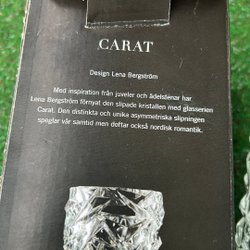 CARAT
Design Lena Bergström
Med inspiration från juveler och ädelstenar har
Lena Bergström förnyat den slipade kristallen med glasserien
Carat. Den distinkta och unika asymmetriska slipningen
speglar vår samtid men doftar också nordisk romantik.